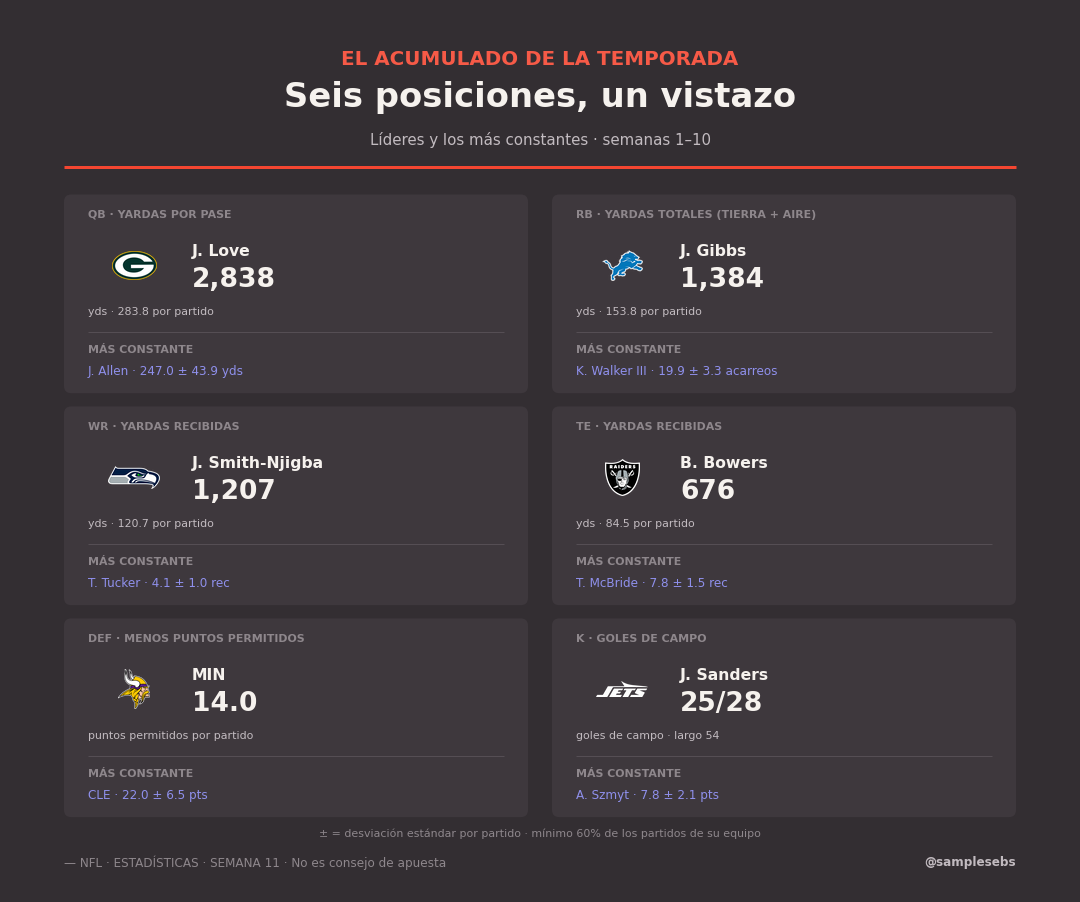 EL ACUMULADO DE LA TEMPORADA
Seis posiciones, un vistazo
Líderes y los más constantes · semanas 1–10
QB · YARDAS POR PASE
J. Love
2,838
yds · 283.8 por partido
MÁS CONSTANTE
J. Allen · 247.0 ± 43.9 yds
RB · YARDAS TOTALES (TIERRA + AIRE)
J. Gibbs
1,384
yds · 153.8 por partido
MÁS CONSTANTE
K. Walker III · 19.9 ± 3.3 acarreos
WR · YARDAS RECIBIDAS
J. Smith-Njigba
1,207
yds · 120.7 por partido
MÁS CONSTANTE
T. Tucker · 4.1 ± 1.0 rec
TE · YARDAS RECIBIDAS
RAIDERS
B. Bowers
676
yds · 84.5 por partido
MÁS CONSTANTE
T. McBride · 7.8 ± 1.5 rec
DEF · MENOS PUNTOS PERMITIDOS
MIN
14.0
puntos permitidos por partido
MÁS CONSTANTE
CLE · 22.0 ± 6.5 pts
K · GOLES DE CAMPO
JETS
J. Sanders
25/28
goles de campo · largo 54
MÁS CONSTANTE
A. Szmyt · 7.8 ± 2.1 pts
± = desviación estándar por partido · mínimo 60% de los partidos de su equipo
— NFL · ESTADÍSTICAS · SEMANA 11 · No es consejo de apuesta
@samplesebs